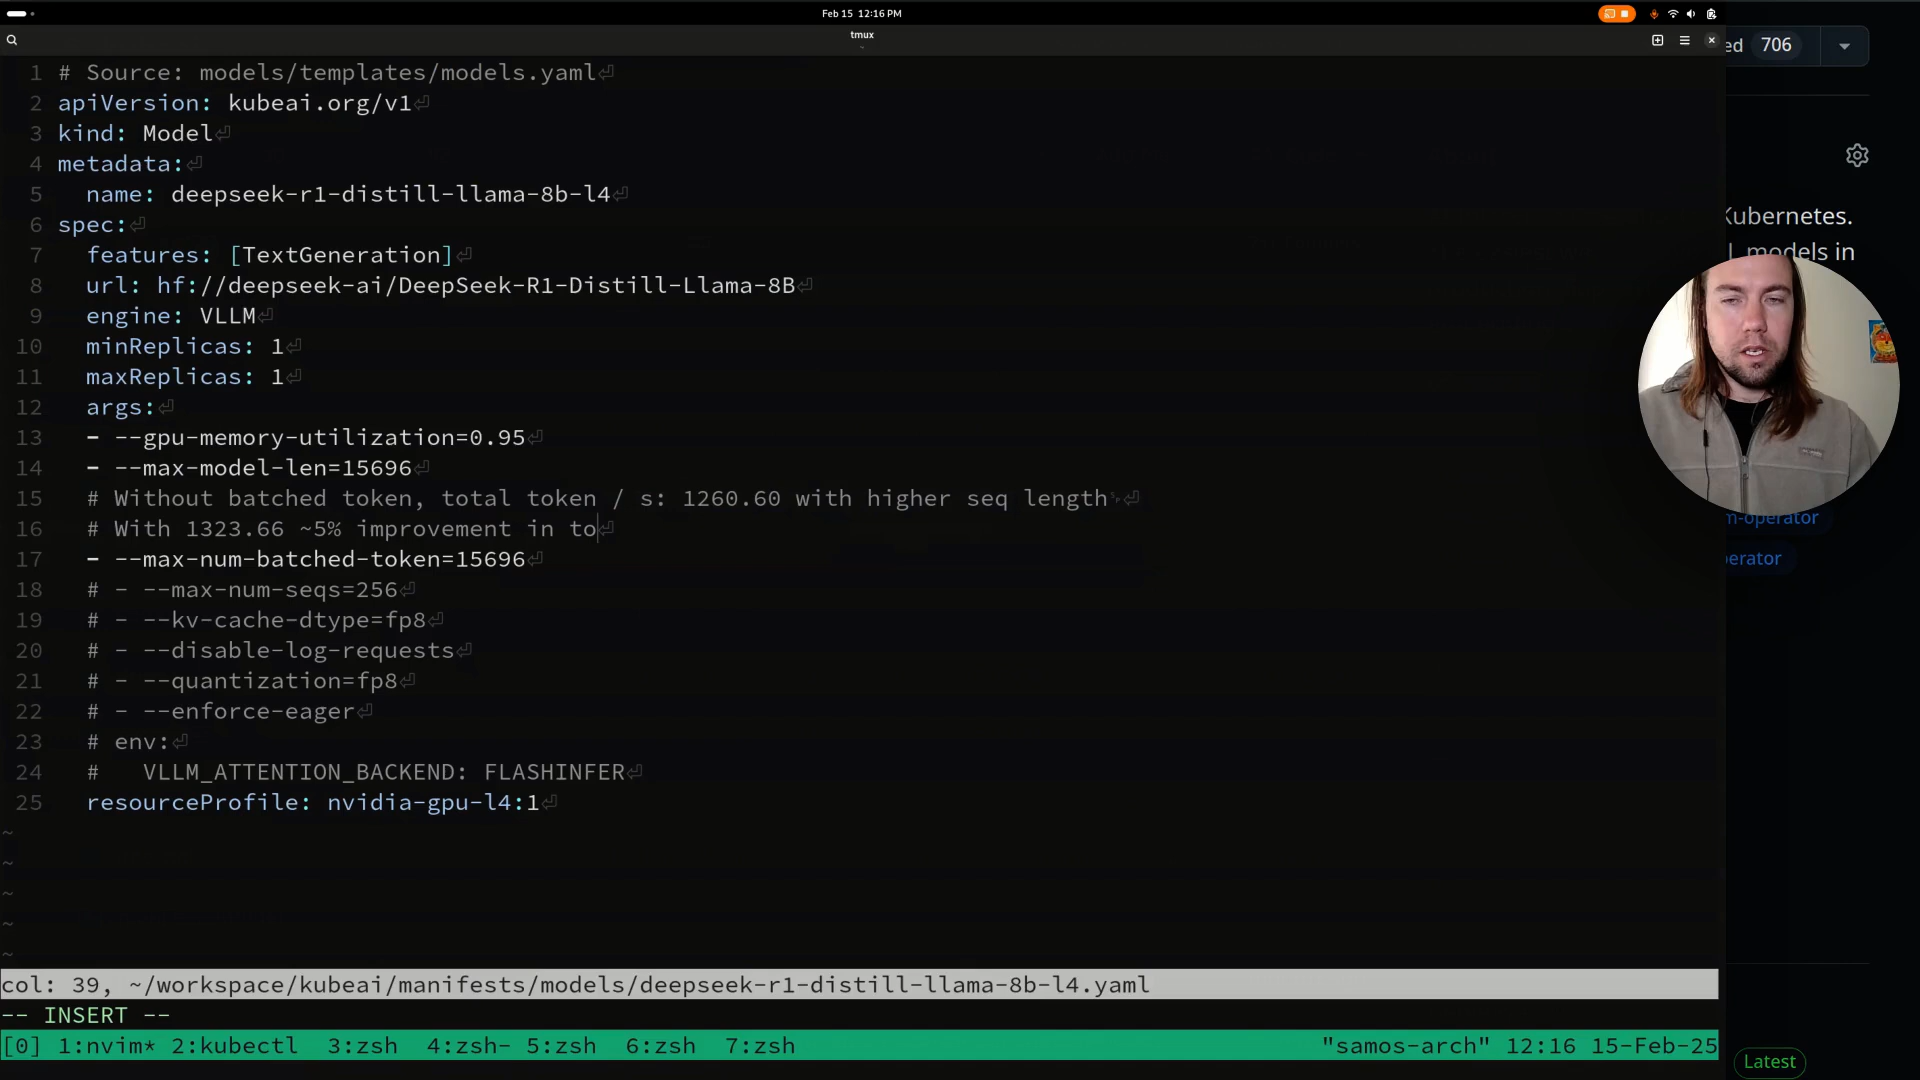 Feb 15 12:16 PM
tmux
ed 706
1 # Source: models/templates/models.yaml
2 apiVersion: kubeai.org/v1
3 kind: Model
4 metadata:
5 name: deepseek-r1-distill-llama-8b-l4
6 spec:
7 features: [TextGeneration]
8 url: hf://deepseek-ai/DeepSeek-R1-Distill-Llama-8B
9 engine: VLLM
10 minReplicas: 1
11 maxReplicas: 1
12 args:
13 - --gpu-memory-utilization=0.95
14 - --max-model-len=15696
15 # Without batched token, total token / s: 1260.60 with higher seq length
16 # With 1323.66 ~5% improvement in to
17 - --max-num-batched-token=15696
18 # - --max-num-seqs=256
19 # - --kv-cache-dtype=fp8
20 # - --disable-log-requests
21 # - --quantization=fp8
22 # - --enforce-eager
23 # env:
24 # VLLM_ATTENTION_BACKEND: FLASHINFER
25 resourceProfile: nvidia-gpu-l4:1
~
~
~
~
~
col: 39, ~/workspace/kubeai/manifests/models/deepseek-r1-distill-llama-8b-l4.yaml
-- INSERT --
[0] 1:nvim* 2:kubectl 3:zsh 4:zsh- 5:zsh 6:zsh 7:zsh "samos-arch" 12:16 15-Feb-25
Kubernetes.
models in
m-operator
perator
Latest